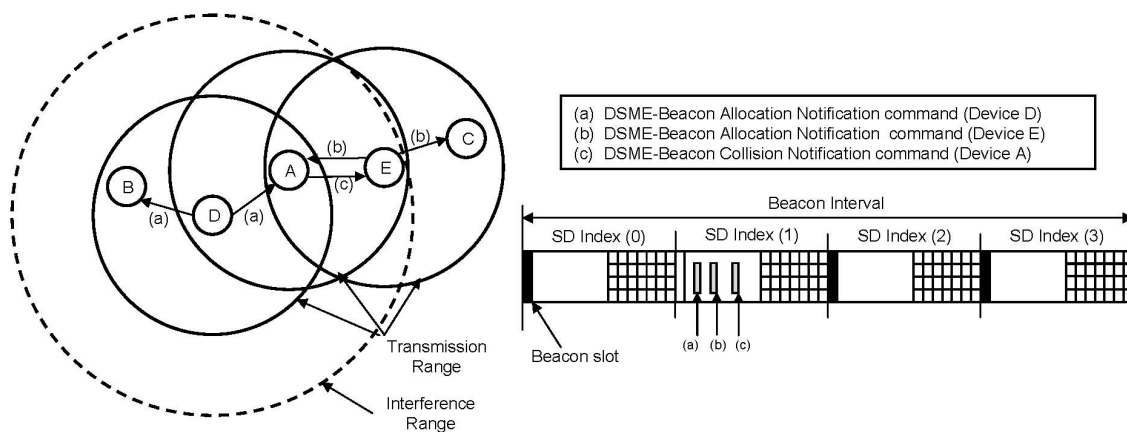 (a) DSME-Beacon Allocation Notification command (Device D)
(b) DSME-Beacon Allocation Notification command (Device E)
(c) DSME-Beacon Collision Notification command (Device A)
C
(b)
(b)
A
E
(c)
B
(a)
D
(a)
Beacon Interval
SD Index (0)
SD Index (1)
SD Index (2)
SD Index (3)
(a)
(b)
(c)
Beacon slot
Transmission
Range
Interference
Range